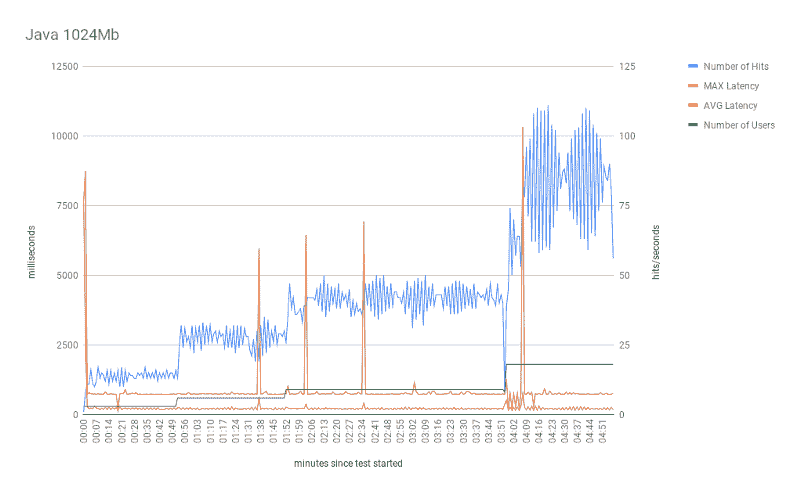 Java 1024Mb
12500
10000
7500
5000
2500
0
milliseconds
125
100
75
50
25
0
hits/seconds
Number of Hits
MAX Latency
AVG Latency
Number of Users
00:00 00:07 00:14 00:21 00:28 00:35 00:42 00:49 00:56 01:03 01:10 01:17 01:24 01:31 01:38 01:45 01:52 01:59 02:06 02:13 02:20 02:27 02:34 02:41 02:48 02:55 03:02 03:09 03:16 03:23 03:30 03:37 03:44 03:51 04:02 04:09 04:16 04:23 04:30 04:37 04:44 04:51
minutes since test started